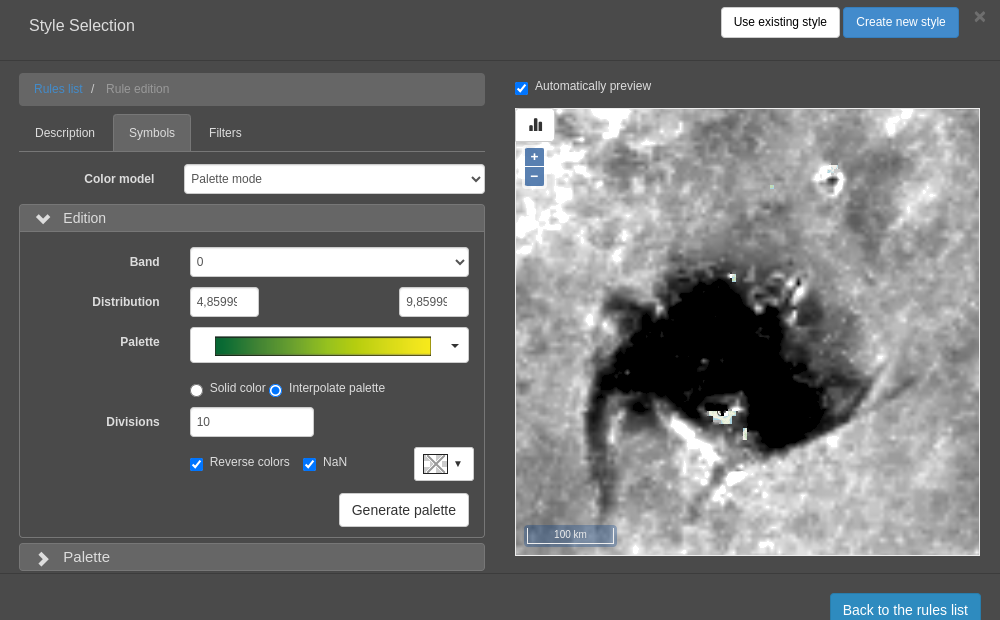 Style Selection
Use existing style
Create new style
×
Rules list / Rule edition
Automatically preview
Description
Symbols
Filters
Color model
Palette mode
+
−
Edition
Band
0
Distribution
4,85999
9,85999
Palette
Solid color
Interpolate palette
Divisions
10
Reverse colors
NaN
Generate palette
100 km
Palette
Back to the rules list